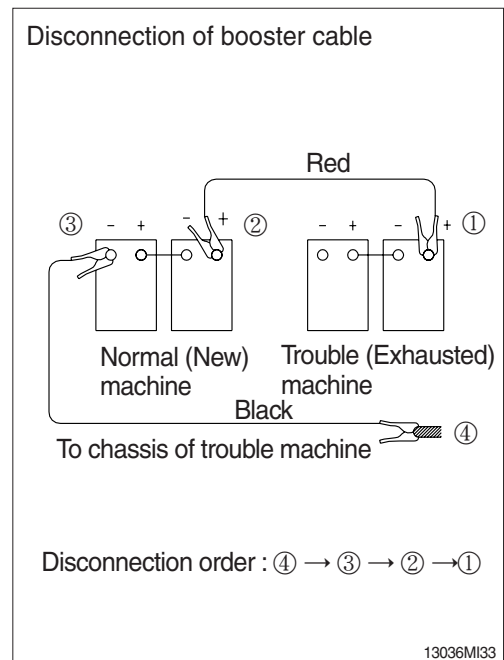 Disconnection of booster cable
Red
③ - + - + ② - + - + ①
Normal (New) machine
Trouble (Exhausted) machine
Black
To chassis of trouble machine ④
Disconnection order : ④ → ③ → ② →①
13036MI33